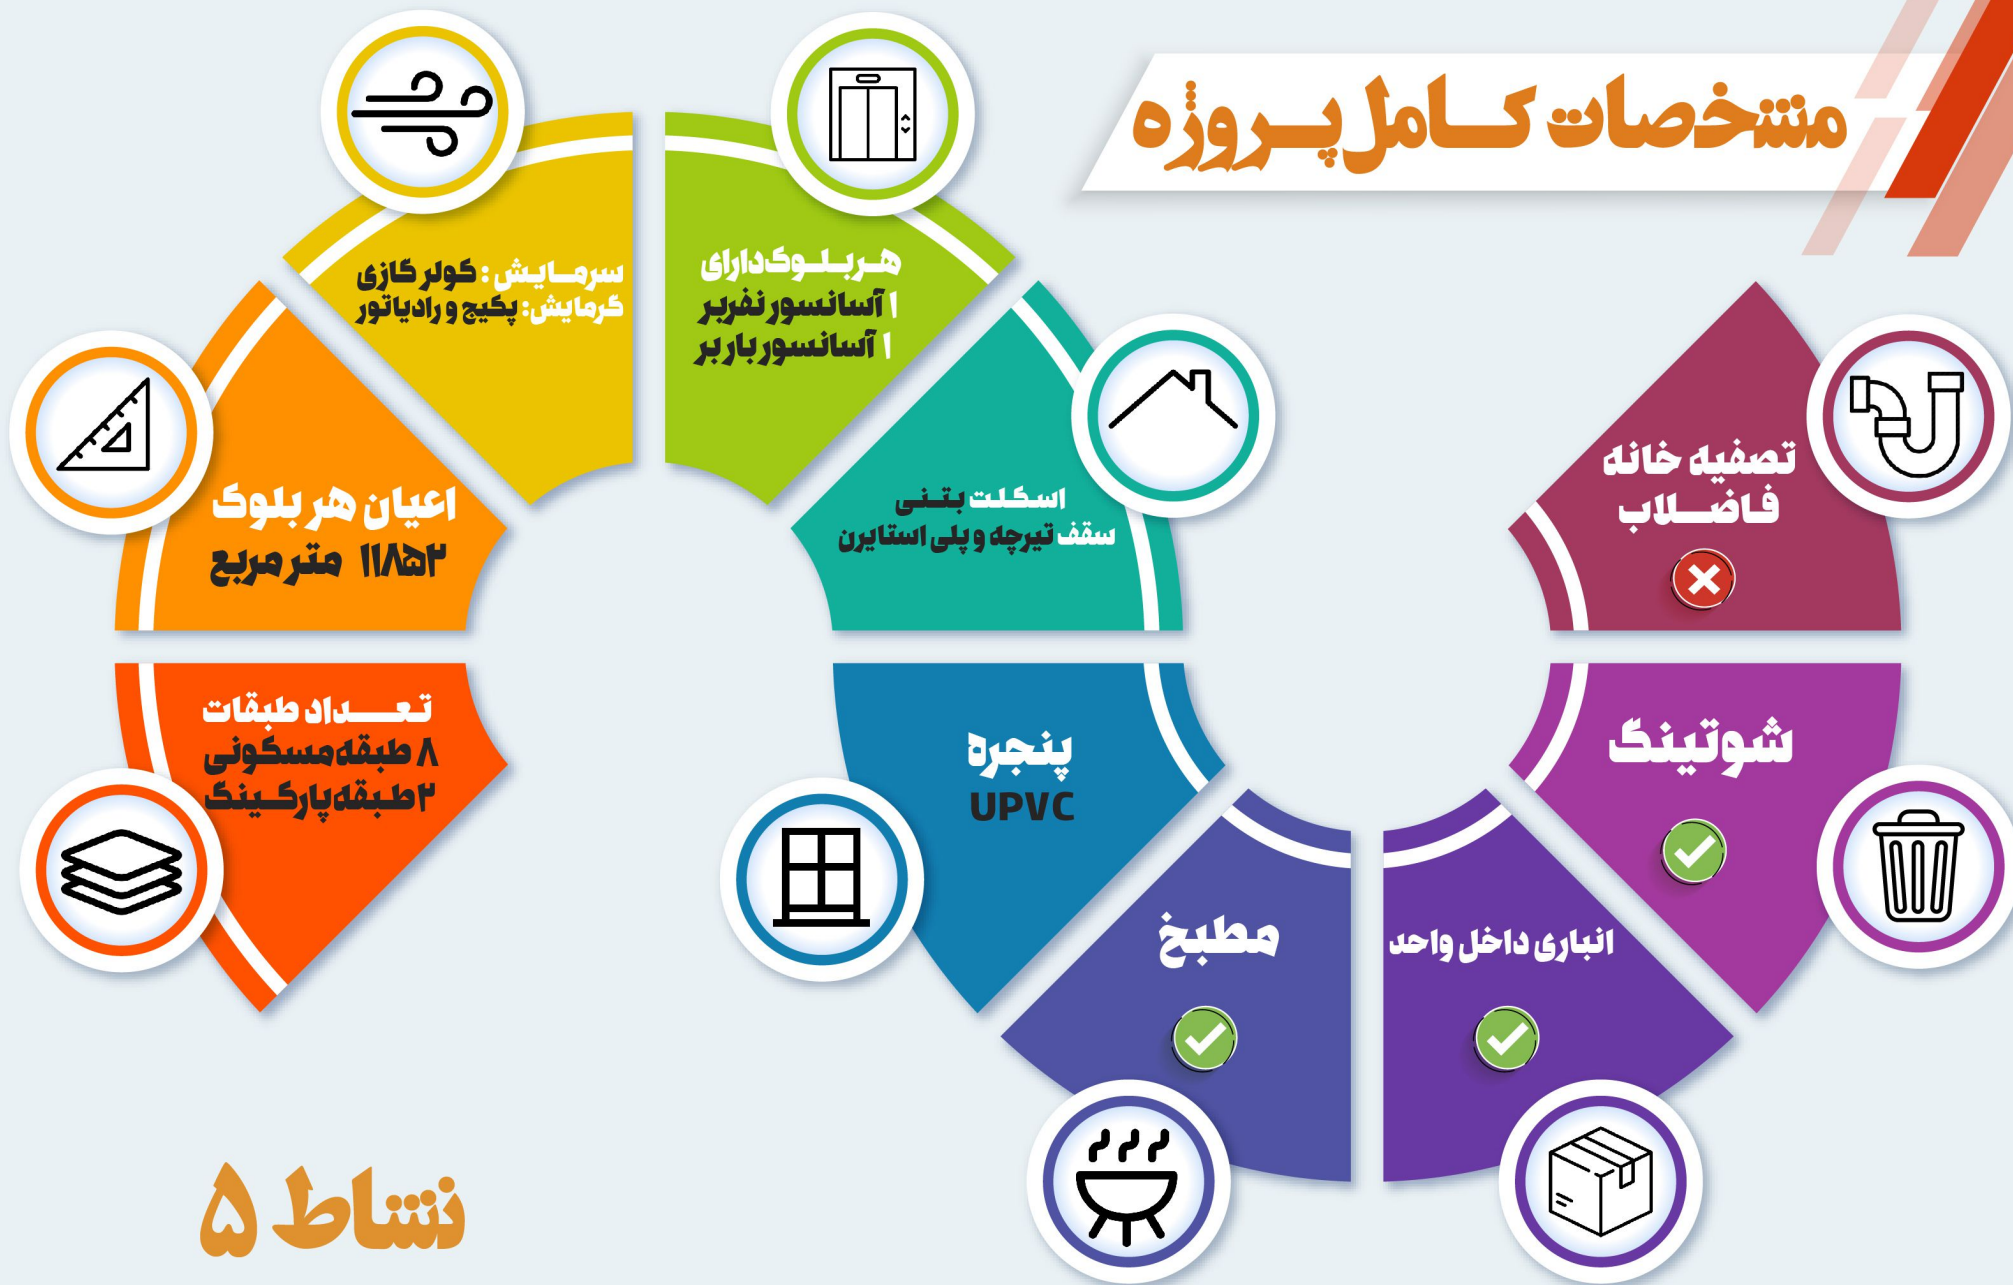 مشخصات کامل پروژه
هر بلوک دارای
۱ آسانسور نفربر
۱ آسانسور باربر
سرمایش : کولر گازی
گرمایش: پکیج و رادیاتور
اعیان هر بلوک
۱۱۸۵۲ متر مربع
تعداد طبقات
۸ طبقه مسکونی
۲ طبقه پارکینگ
اسکلت بتنی
سقف تیرچه و پلی استایرن
پنجره
UPVC
مطبخ
انباری داخل واحد
شوتینگ
تصفیه خانه
فاضلاب
نشاط ۵